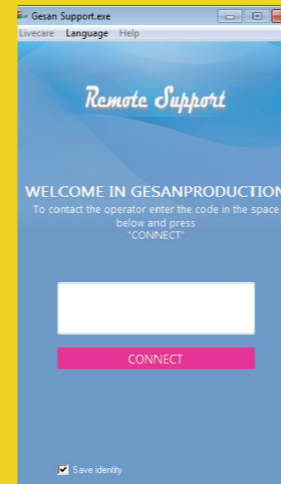 Gesan Support.exe
Livecare Language Help
Remote Support
WELCOME IN GESANPRODUCTION
To contact the operator enter the code in the space
below and press
"CONNECT"
CONNECT
Save identity